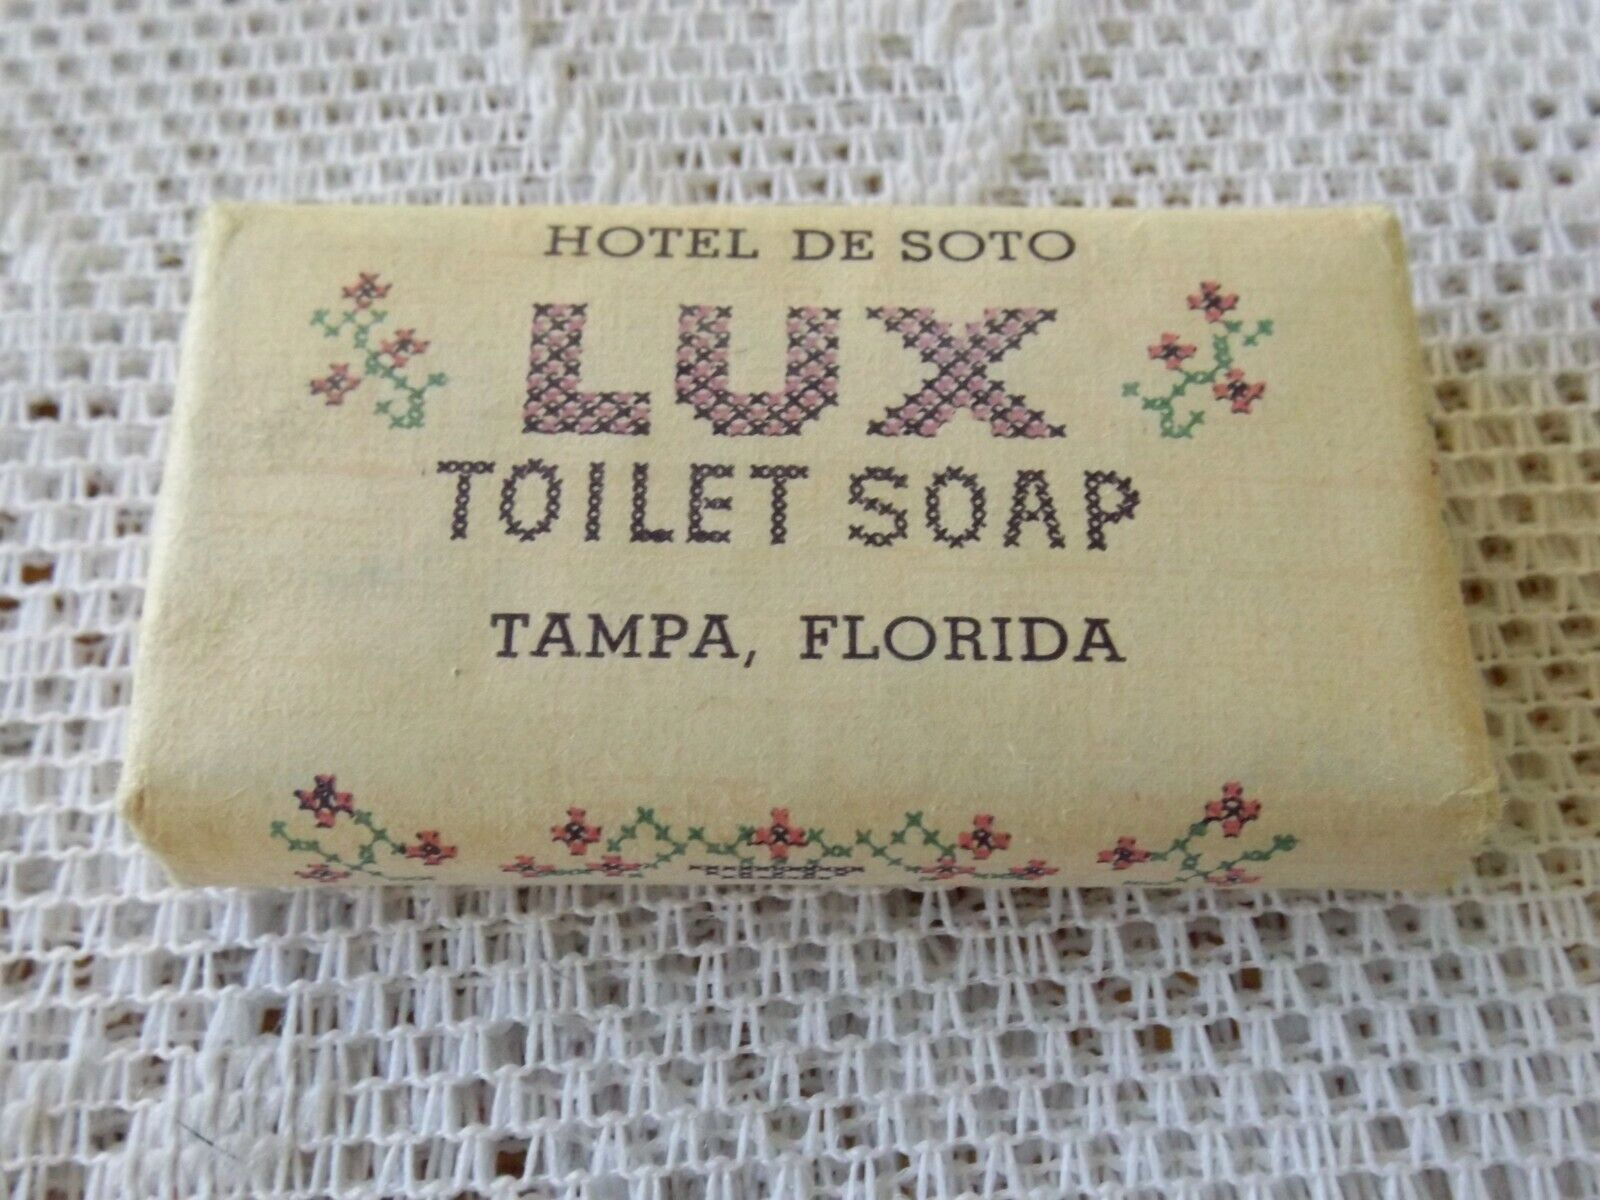 HOTEL DE SOTO
LUX
TOILET SOAP
TAMPA, FLORIDA